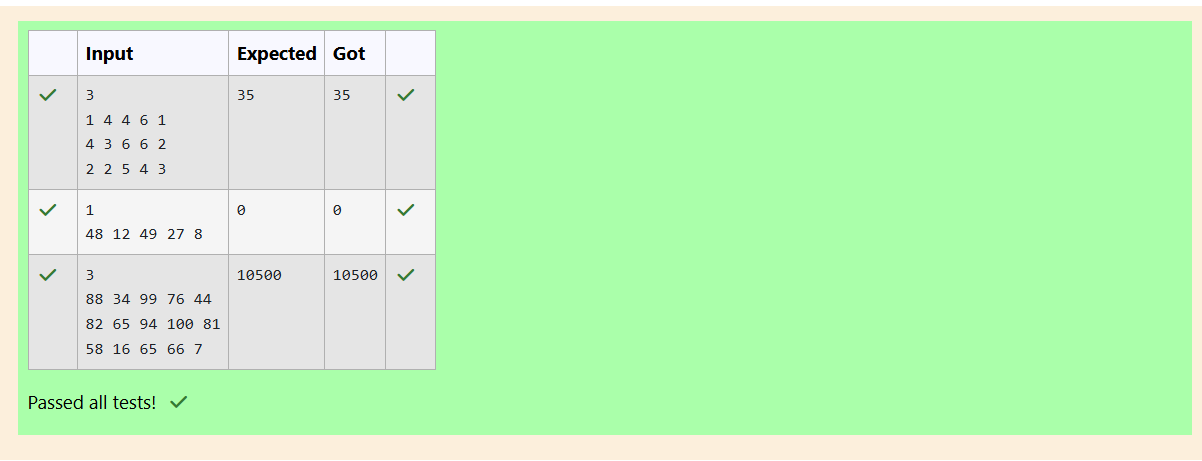 Input Expected Got
3 35 35
1 4 4 6 1
4 3 6 6 2
2 2 5 4 3
1 0 0
48 12 49 27 8
3 10500 10500
88 34 99 76 44
82 65 94 100 81
58 16 65 66 7
Passed all tests!